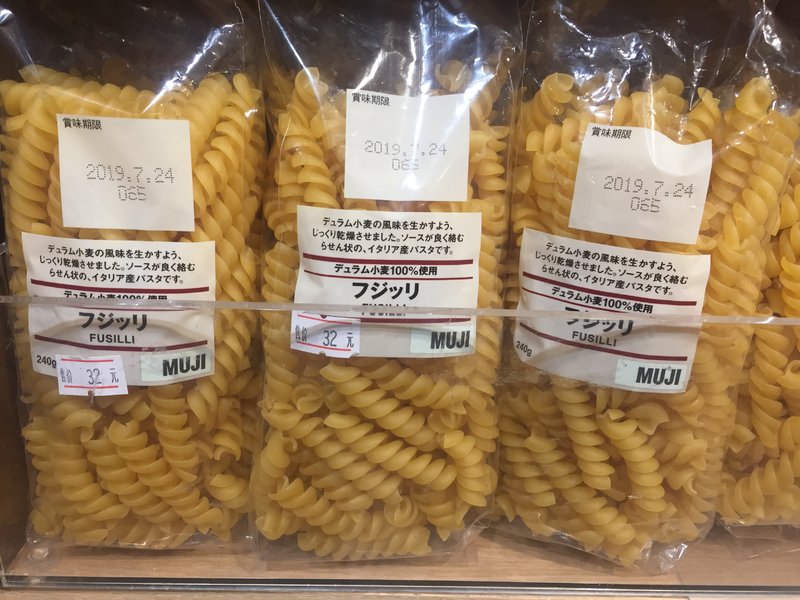 賞味期限
2019.7.24
065
デュラム小麦の風味を生かすよう、
じっくり乾燥させました。ソースが良く絡む
らせん状の、イタリア産パスタです。
デュラム小麦100%使用
フジッリ
FUSILLI
240g
MUJI
售价 32 元
賞味期限
2019.7.24
065
デュラム小麦の風味を生かすよう、
じっくり乾燥させました。ソースが良く絡む
らせん状の、イタリア産パスタです。
デュラム小麦100%使用
フジッリ
FUSILLI
MUJI
售价 32 元
賞味期限
2019.7.24
065
デュラム小麦の風味を生かすよう、
じっくり乾燥させました。ソースが良く絡む
らせん状の、イタリア産パスタです。
デュラム小麦100%使用
フジッリ
FUSILLI
240g
MUJI